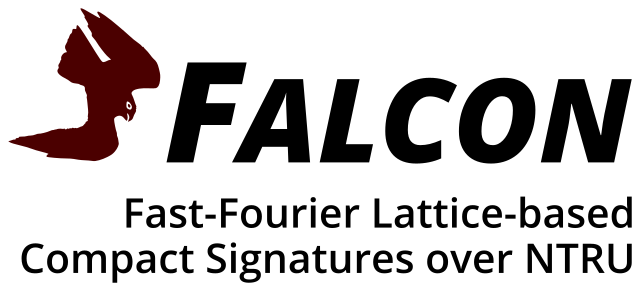 FALCON
Fast-Fourier Lattice-based
Compact Signatures over NTRU